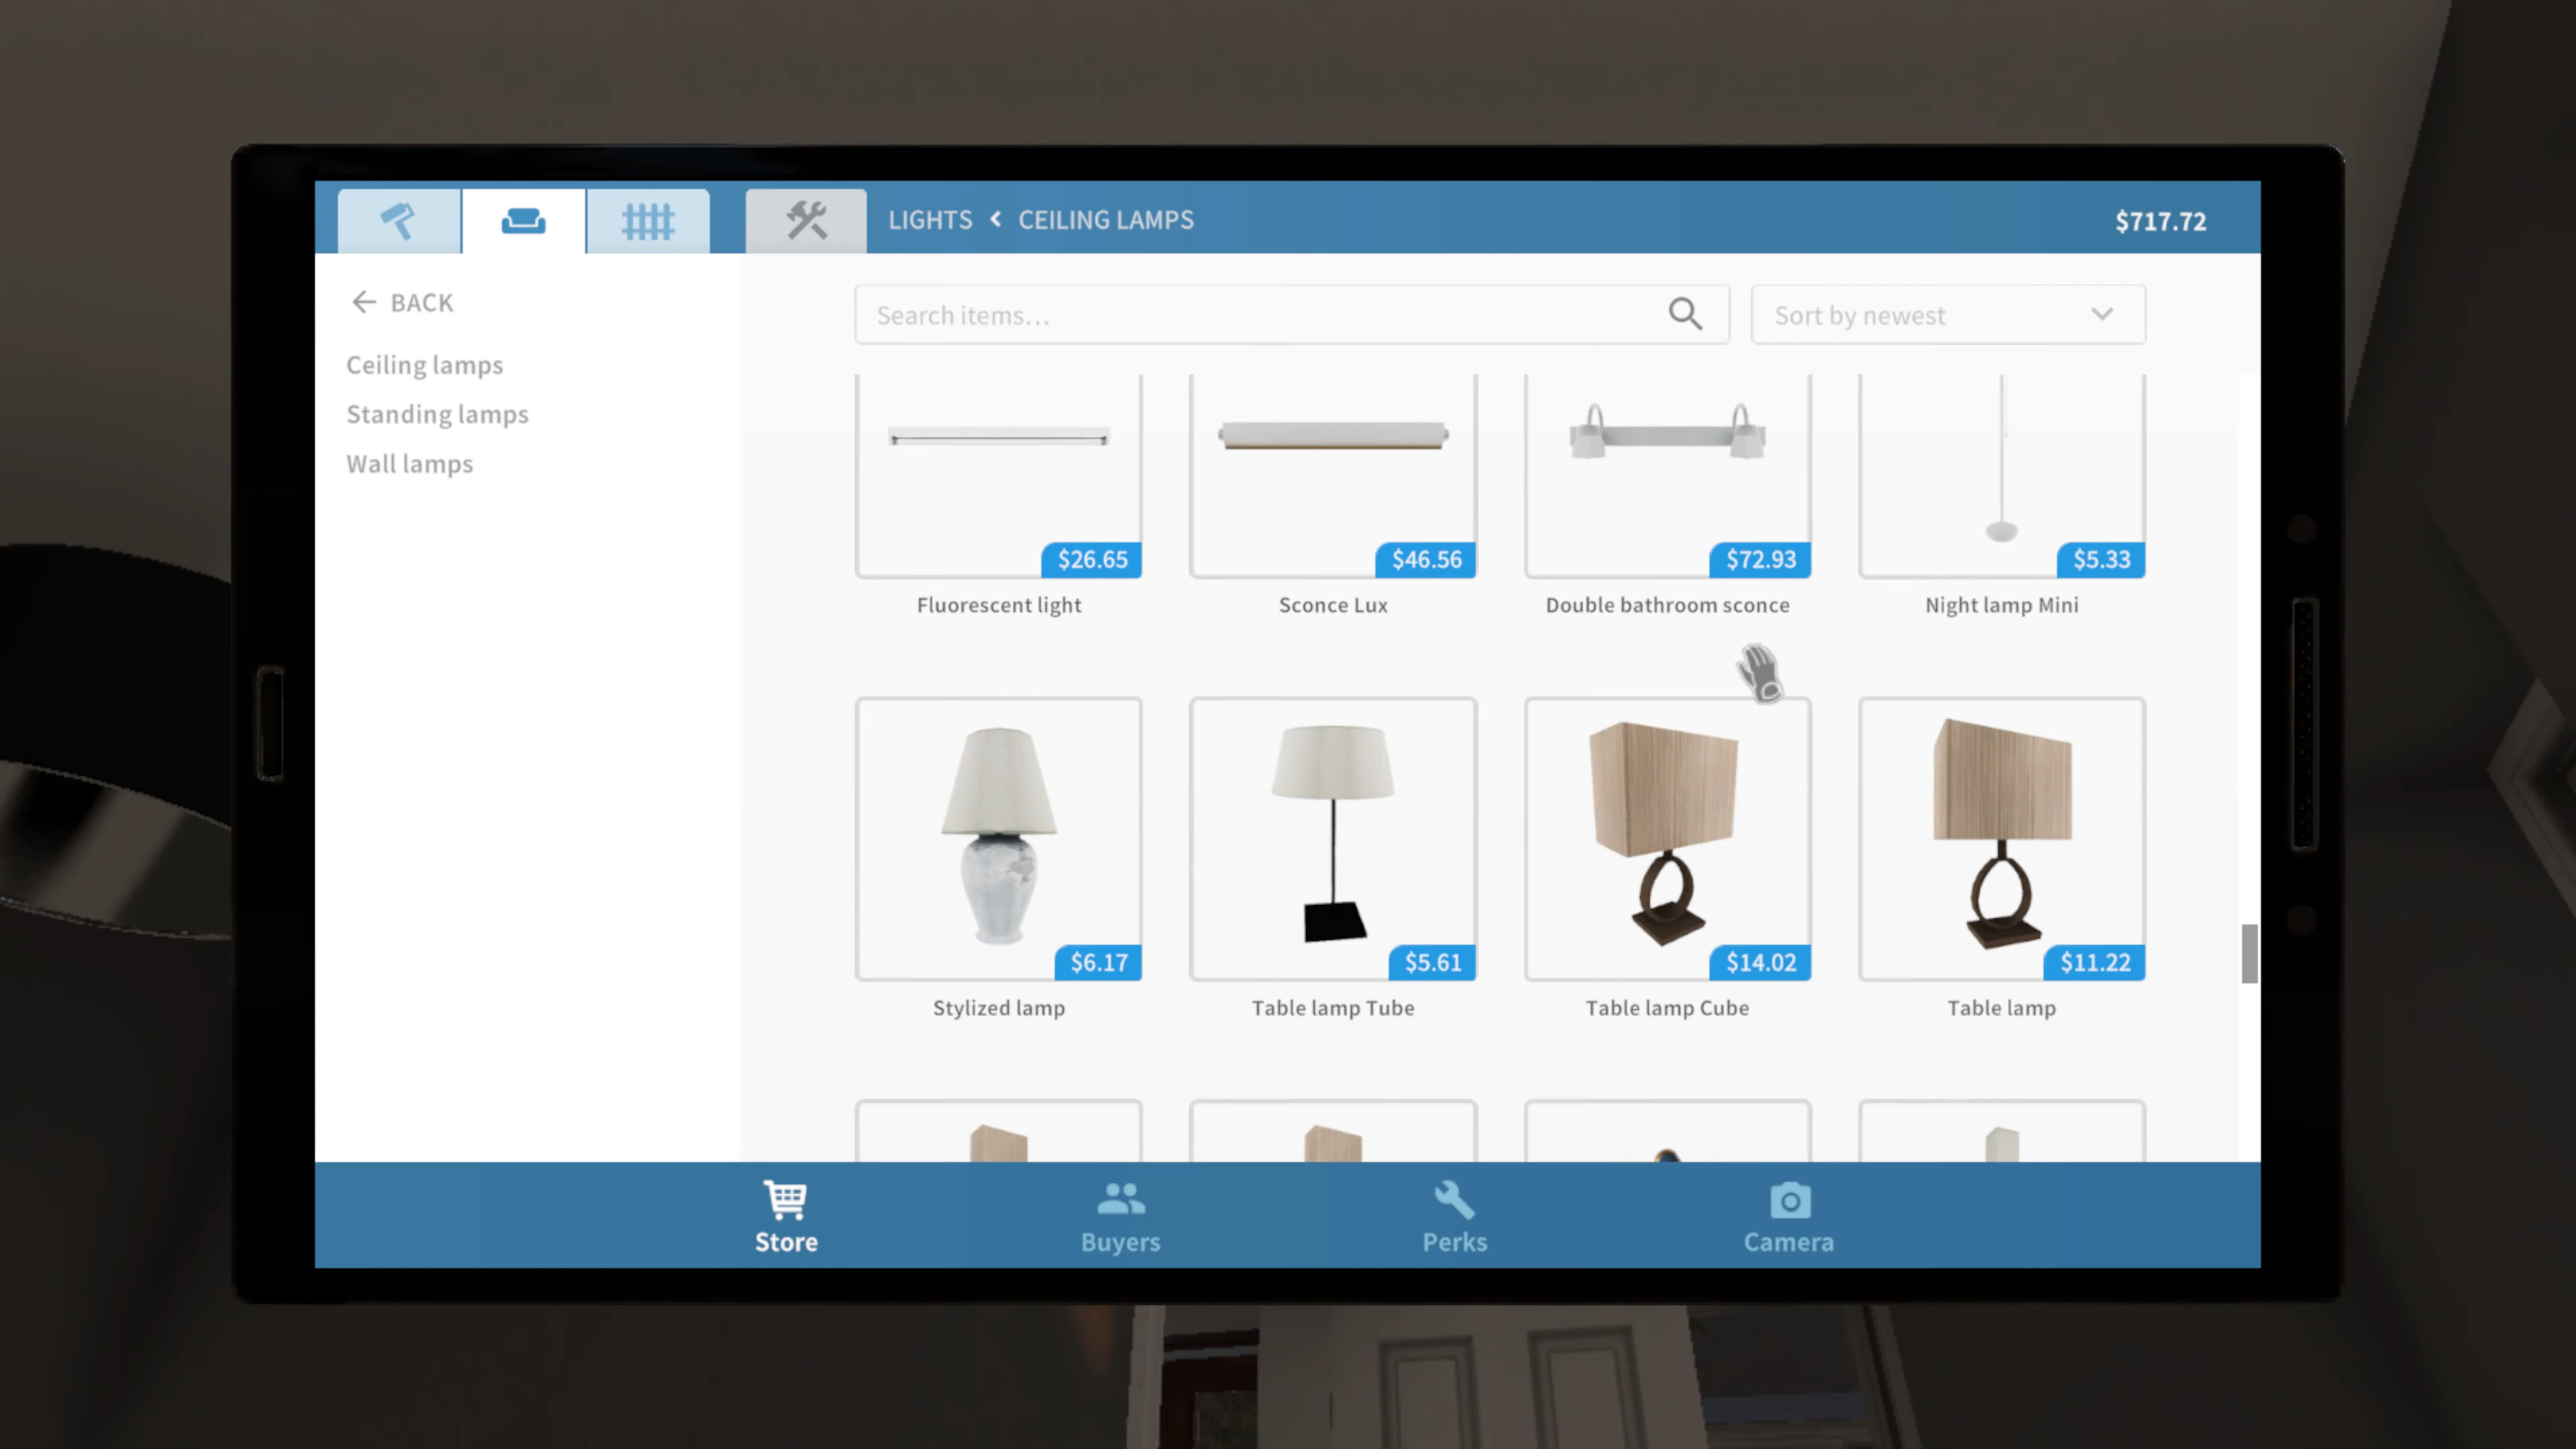 LIGHTS < CEILING LAMPS
$717.72
BACK
Search items...
Sort by newest
Ceiling lamps
Standing lamps
Wall lamps
$26.65
$46.56
$72.93
$5.33
Fluorescent light
Sconce Lux
Double bathroom sconce
Night lamp Mini
$6.17
$5.61
$14.02
$11.22
Stylized lamp
Table lamp Tube
Table lamp Cube
Table lamp
Store
Buyers
Perks
Camera